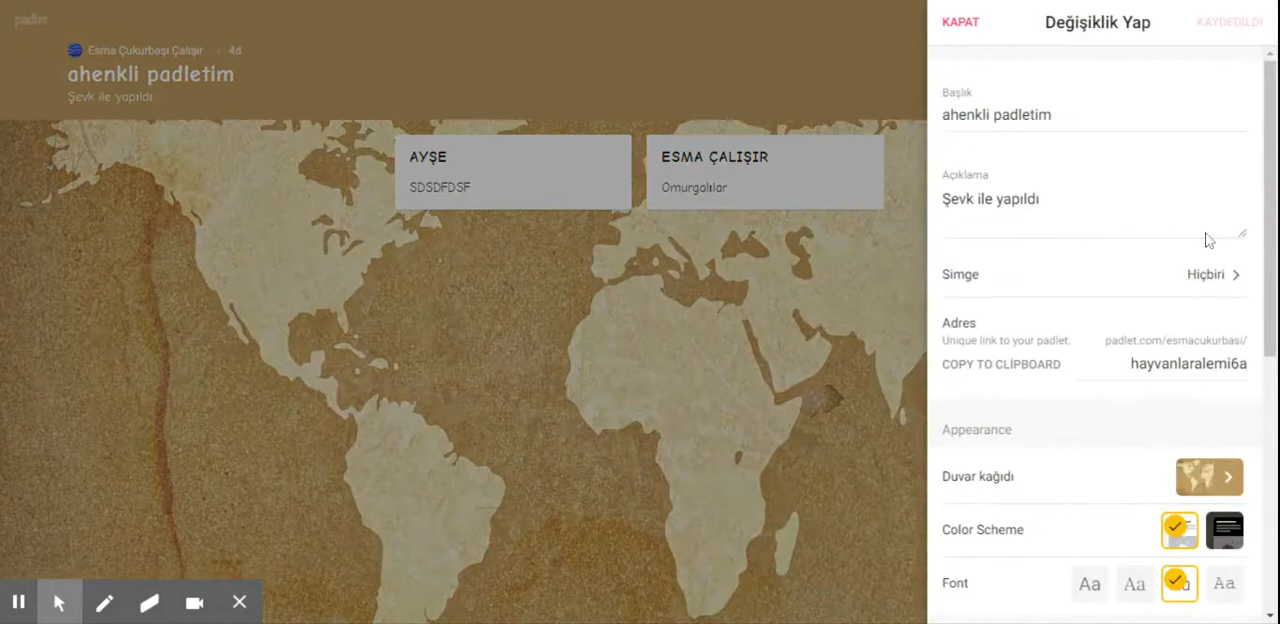 padlet
Esma Çukurbaşı Çalışır • 4d
ahenkli padletim
Şevk ile yapıldı
AYŞE
SDSDFDSF
ESMA ÇALIŞIR
Omurgalılar
KAPAT
Değişiklik Yap
KAYDEDİLDİ
Başlık
ahenkli padletim
Açıklama
Şevk ile yapıldı
Simge
Hiçbiri
Adres
Unique link to your padlet.
padlet.com/esmacukurbasi/
COPY TO CLİPBOARD
hayvanlaralemi6a
Appearance
Duvar kağıdı
Color Scheme
Font
Aa
Aa
Aa